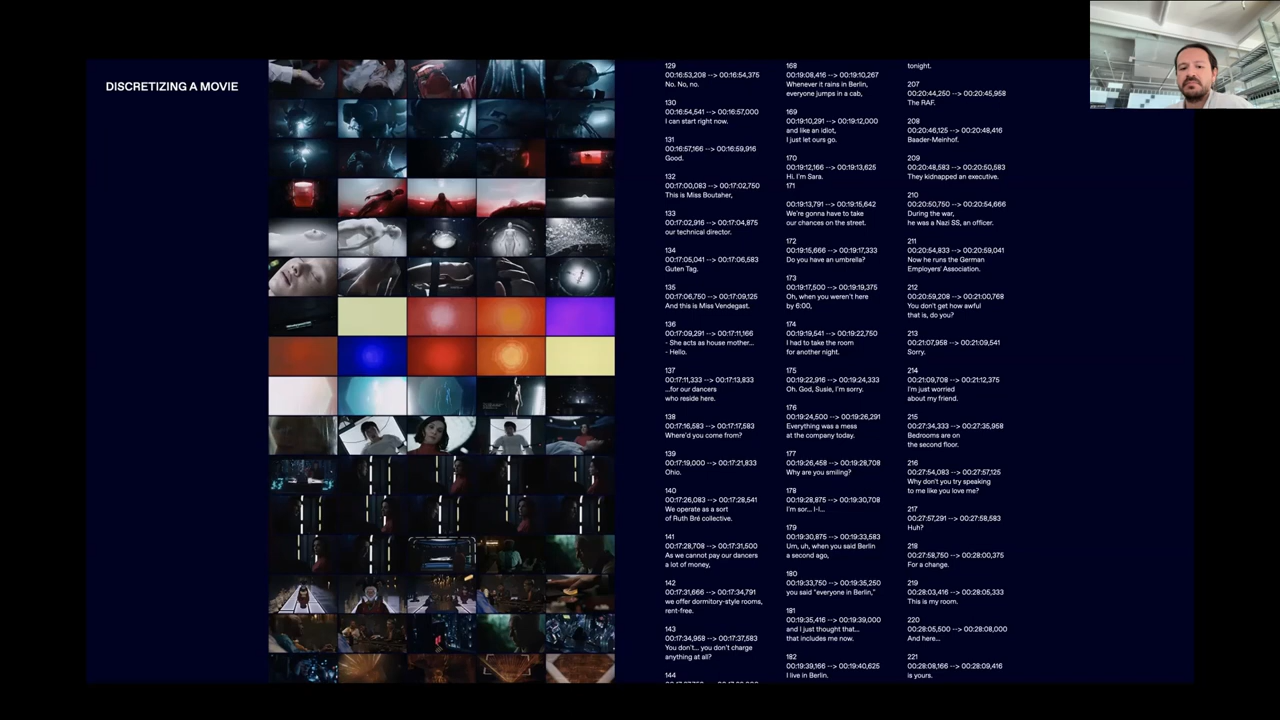 DISCRETIZING A MOVIE
129
00:16:53,208 --> 00:16:54,375
No. No, no.
130
00:16:54,541 --> 00:16:57,000
I can start right now.
131
00:16:57,166 --> 00:16:59,916
Good.
132
00:17:00,083 --> 00:17:02,750
This is Miss Boutaher,
133
00:17:02,916 --> 00:17:04,875
our technical director.
134
00:17:05,041 --> 00:17:06,583
Guten Tag.
135
00:17:06,750 --> 00:17:09,125
And this is Miss Vendegast.
136
00:17:09,291 --> 00:17:11,166
- She acts as house mother...
- Hello.
137
00:17:11,333 --> 00:17:13,833
...for our dancers
who reside here.
138
00:17:16,583 --> 00:17:17,583
Where'd you come from?
139
00:17:19,000 --> 00:17:21,833
Ohio.
140
00:17:26,083 --> 00:17:28,541
We operate as a sort
of Ruth Bré collective.
141
00:17:28,708 --> 00:17:31,500
As we cannot pay our dancers
a lot of money,
142
00:17:31,666 --> 00:17:34,791
we offer dormitory-style rooms,
rent-free.
143
00:17:34,958 --> 00:17:37,583
You don't... you don't charge
anything at all?
144
168
00:19:08,416 --> 00:19:10,267
Whenever it rains in Berlin,
everyone jumps in a cab,
169
00:19:10,291 --> 00:19:12,000
and like an idiot,
I just let ours go.
170
00:19:12,166 --> 00:19:13,625
Hi. I'm Sara.
171
00:19:13,791 --> 00:19:15,642
We're gonna have to take
our chances on the street.
172
00:19:15,666 --> 00:19:17,333
Do you have an umbrella?
173
00:19:17,500 --> 00:19:19,375
Oh, when you weren't here
by 6:00,
174
00:19:19,541 --> 00:19:22,750
I had to take the room
for another night.
175
00:19:22,916 --> 00:19:24,333
Oh. God, Susie, I'm sorry.
176
00:19:24,500 --> 00:19:26,291
Everything was a mess
at the company today.
177
00:19:26,458 --> 00:19:28,708
Why are you smiling?
178
00:19:28,875 --> 00:19:30,708
I'm sor... I-I...
179
00:19:30,875 --> 00:19:33,583
Um, uh, when you said Berlin
a second ago,
180
00:19:33,750 --> 00:19:35,250
you said "everyone in Berlin,"
181
00:19:35,416 --> 00:19:39,000
and I just thought that...
that includes me now.
182
00:19:39,166 --> 00:19:40,625
I live in Berlin.
tonight.
207
00:20:44,250 --> 00:20:45,958
The RAF.
208
00:20:46,125 --> 00:20:48,416
Baader-Meinhof.
209
00:20:48,583 --> 00:20:50,583
They kidnapped an executive.
210
00:20:50,750 --> 00:20:54,666
During the war,
he was a Nazi SS, an officer.
211
00:20:54,833 --> 00:20:59,041
Now he runs the German
Employers' Association.
212
00:20:59,208 --> 00:21:00,768
You don't get how awful
that is, do you?
213
00:21:07,958 --> 00:21:09,541
Sorry.
214
00:21:09,708 --> 00:21:12,375
I'm just worried
about my friend.
215
00:27:34,333 --> 00:27:35,958
Bedrooms are on
the second floor.
216
00:27:54,083 --> 00:27:57,125
Why don't you try speaking
to me like you love me?
217
00:27:57,291 --> 00:27:58,583
Huh?
218
00:27:58,750 --> 00:28:00,375
For a change.
219
00:28:03,416 --> 00:28:05,333
This is my room.
220
00:28:05,500 --> 00:28:08,000
And here...
221
00:28:08,166 --> 00:28:09,416
is yours.